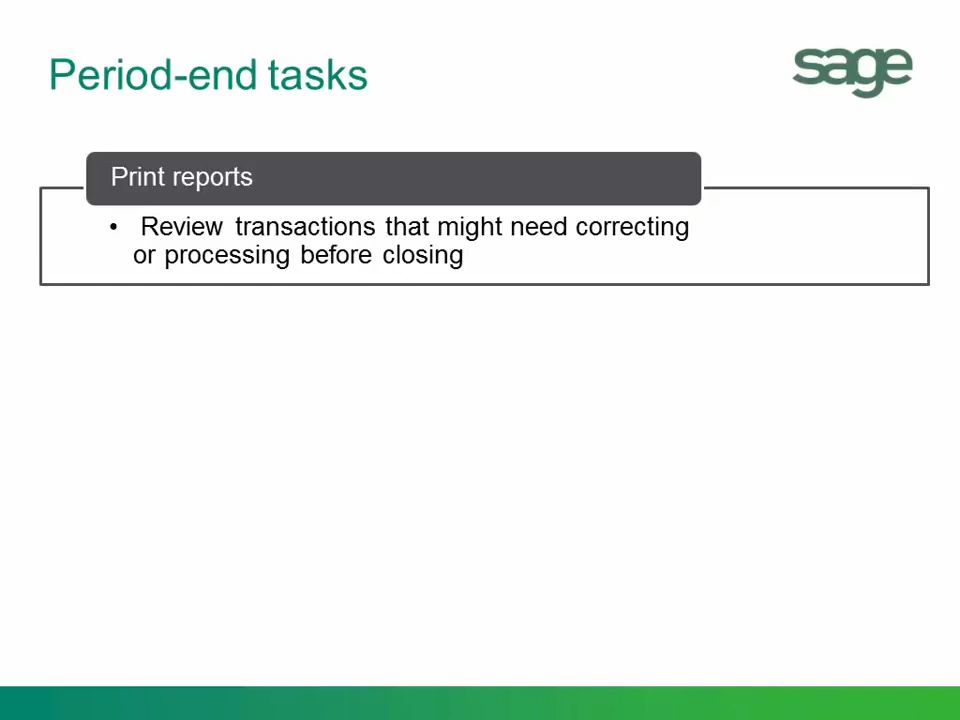 Period-end tasks
sage
Print reports
• Review transactions that might need correcting
or processing before closing